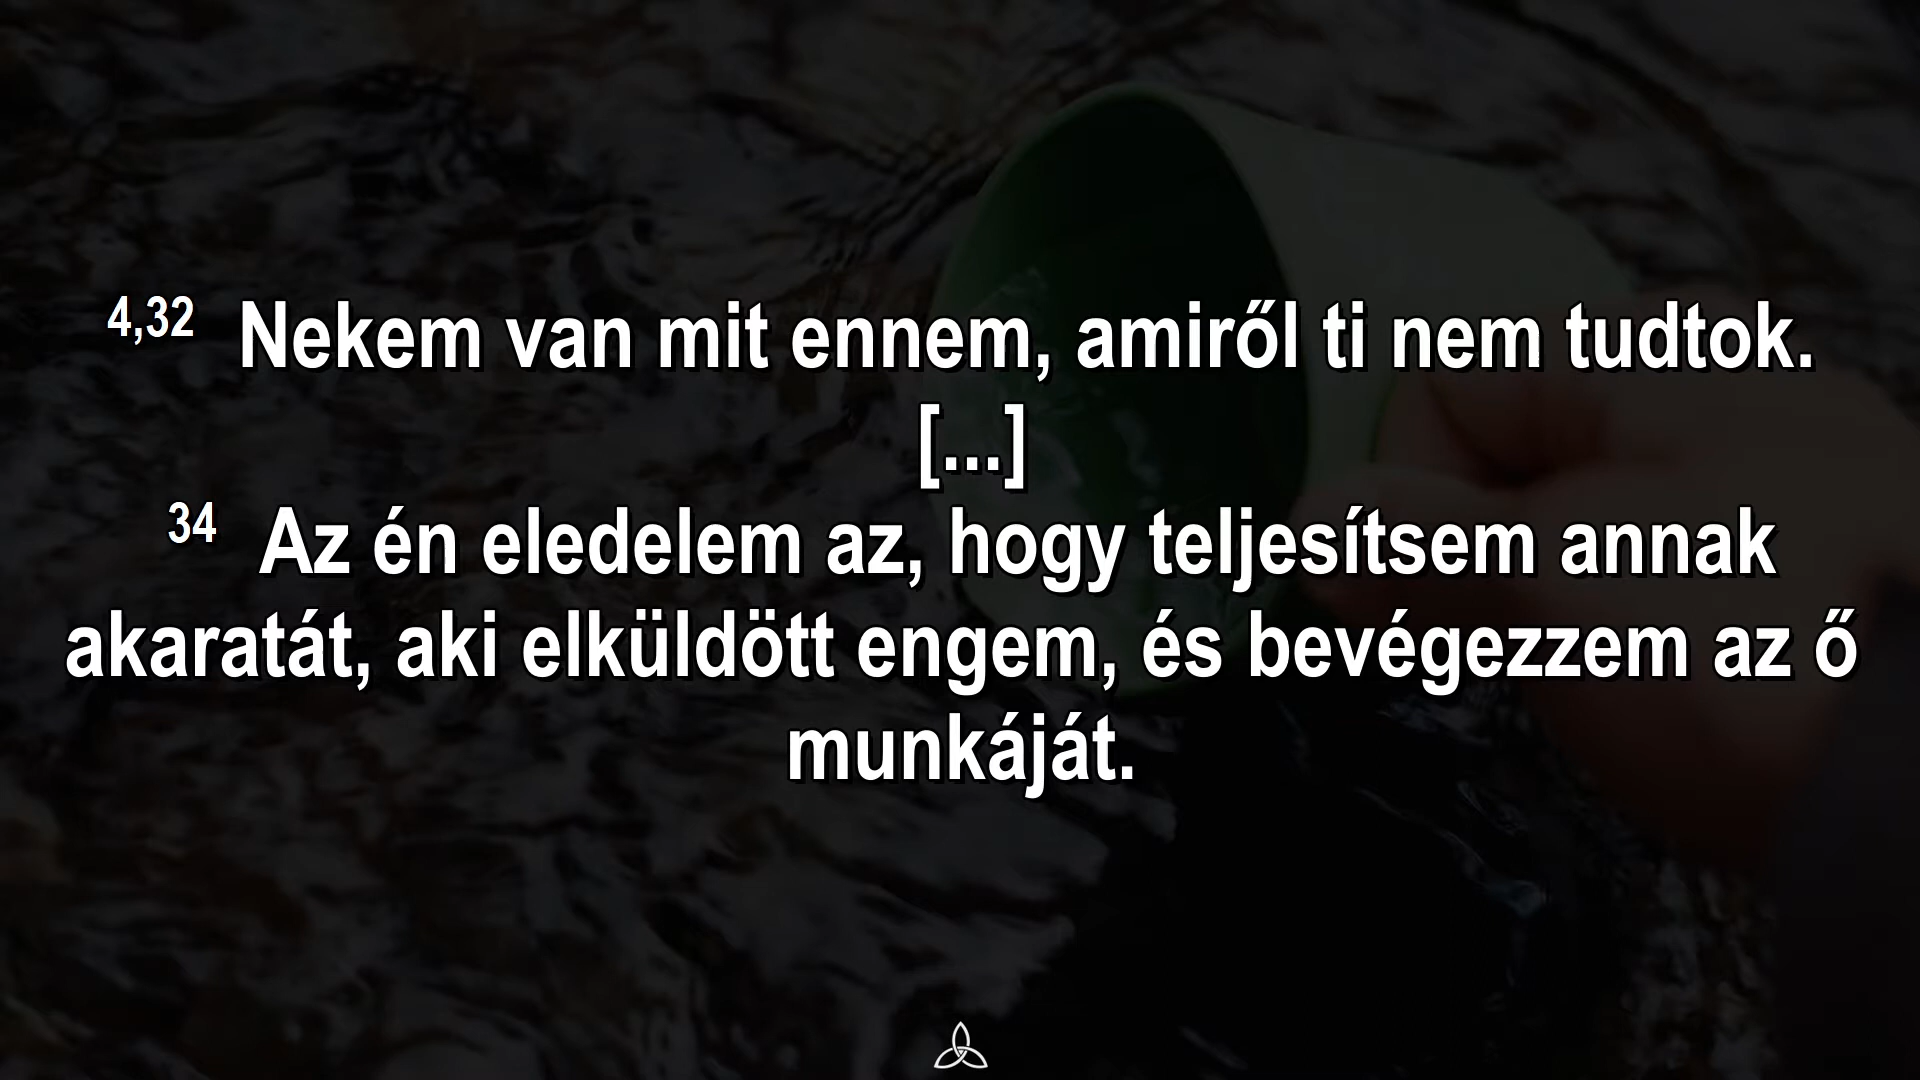 4,32 Nekem van mit ennem, amiről ti nem tudtok.
[...]
34 Az én eledelem az, hogy teljesítsem annak
akaratát, aki elküldött engem, és bevégezzem az ő
munkáját.